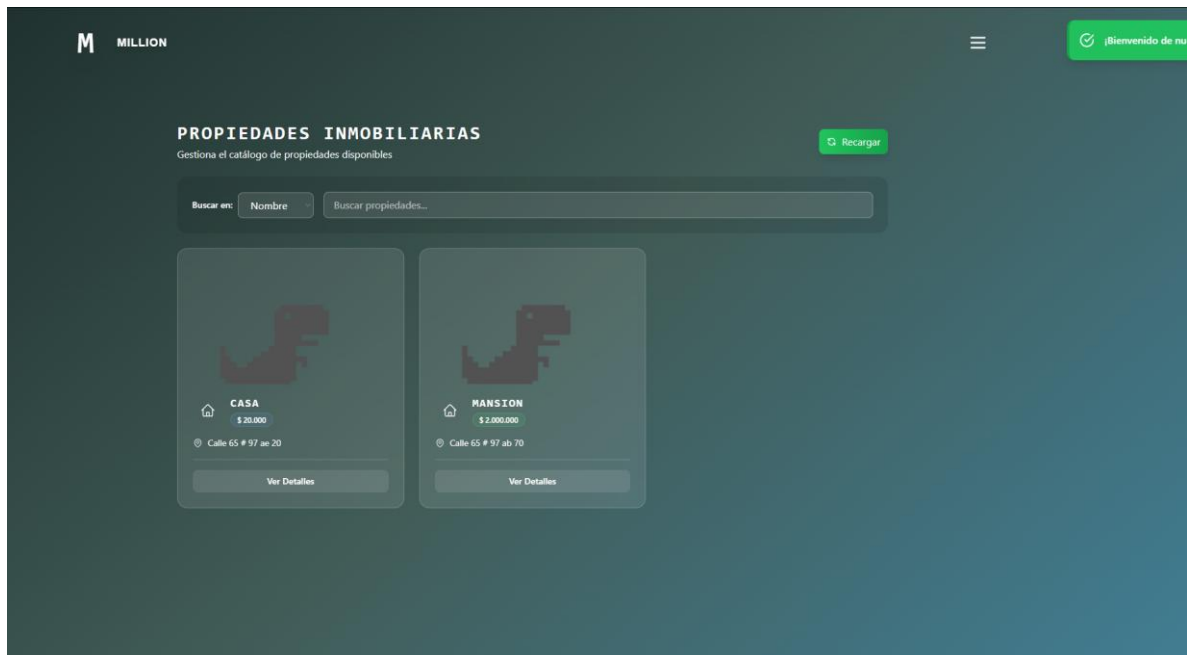 M MILLION
¡Bienvenido de nu
PROPIEDADES INMOBILIARIAS
Gestiona el catálogo de propiedades disponibles
Recargar
Buscar en:
Nombre
Buscar propiedades...
CASA
$ 20.000
Calle 65 # 97 ae 20
Ver Detalles
MANSION
$ 2.000.000
Calle 65 # 97 ab 70
Ver Detalles